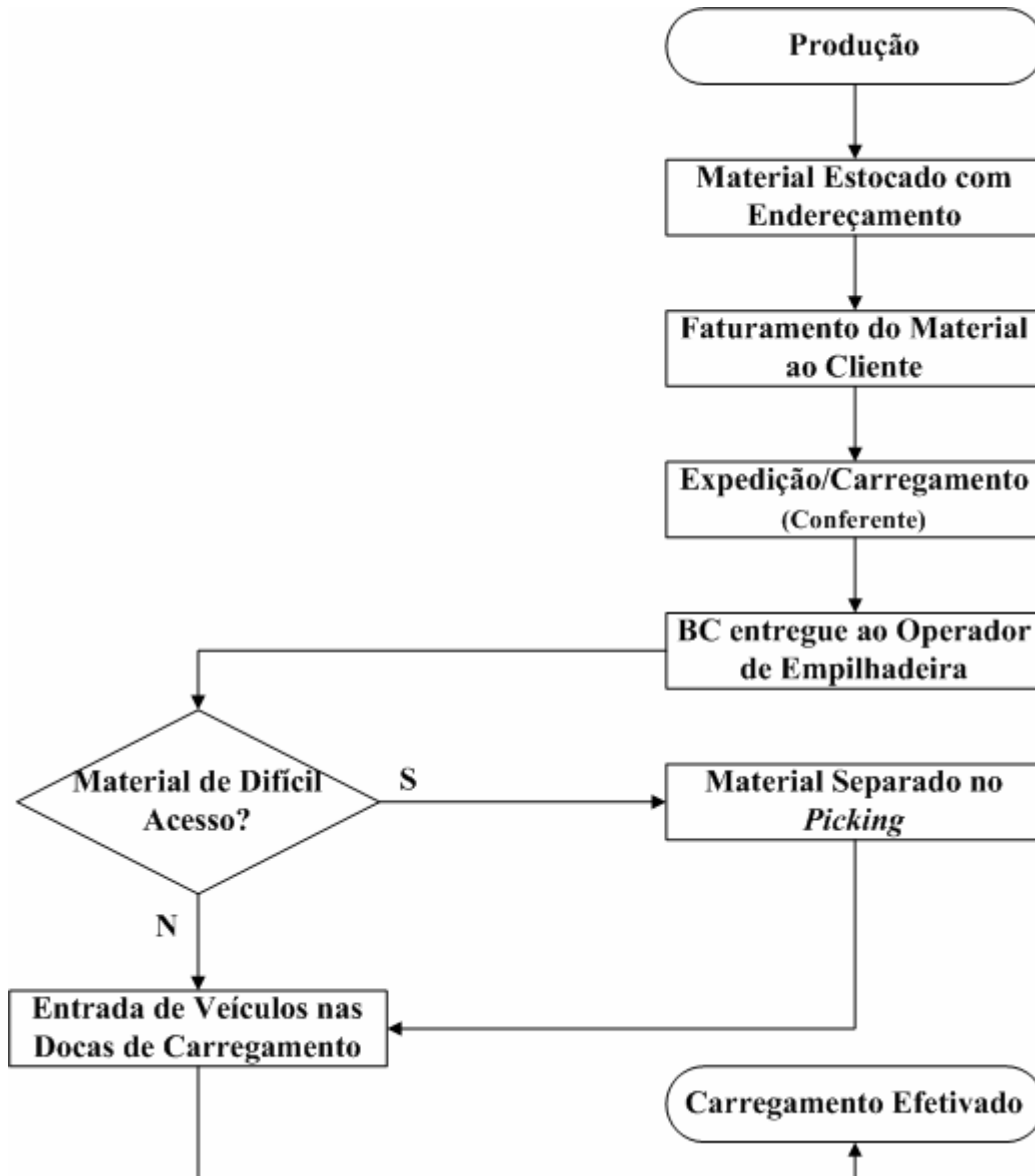 Produção
Material Estocado com
Endereçamento
Faturamento do Material
ao Cliente
Expedição/Carregamento
(Conferente)
BC entregue ao Operador
de Empilhadeira
Material de Difícil
Acesso?
S
Material Separado no
Picking
N
Entrada de Veículos nas
Docas de Carregamento
Carregamento Efetivado